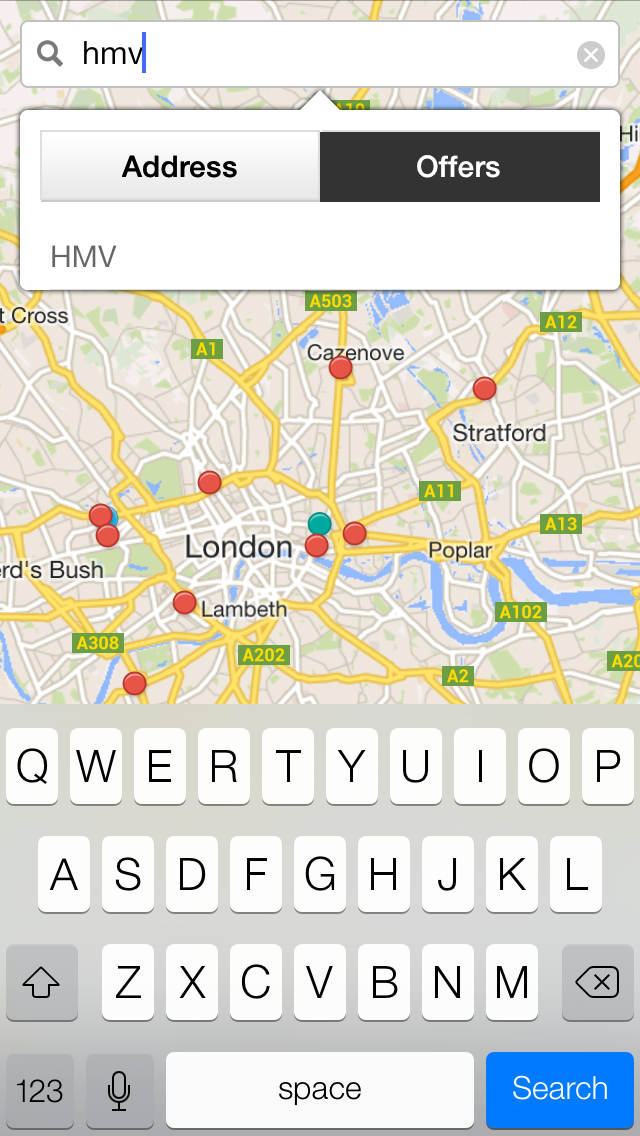 hmv
A10
Address
Offers
HMV
t Cross
A503
A12
A1
Cazenove
Stratford
A11
A13
London
Poplar
rd's Bush
Lambeth
A102
A308
A202
A2
A20
Q W E R T Y U I O P
A S D F G H J K L
Z X C V B N M
123
space
Search